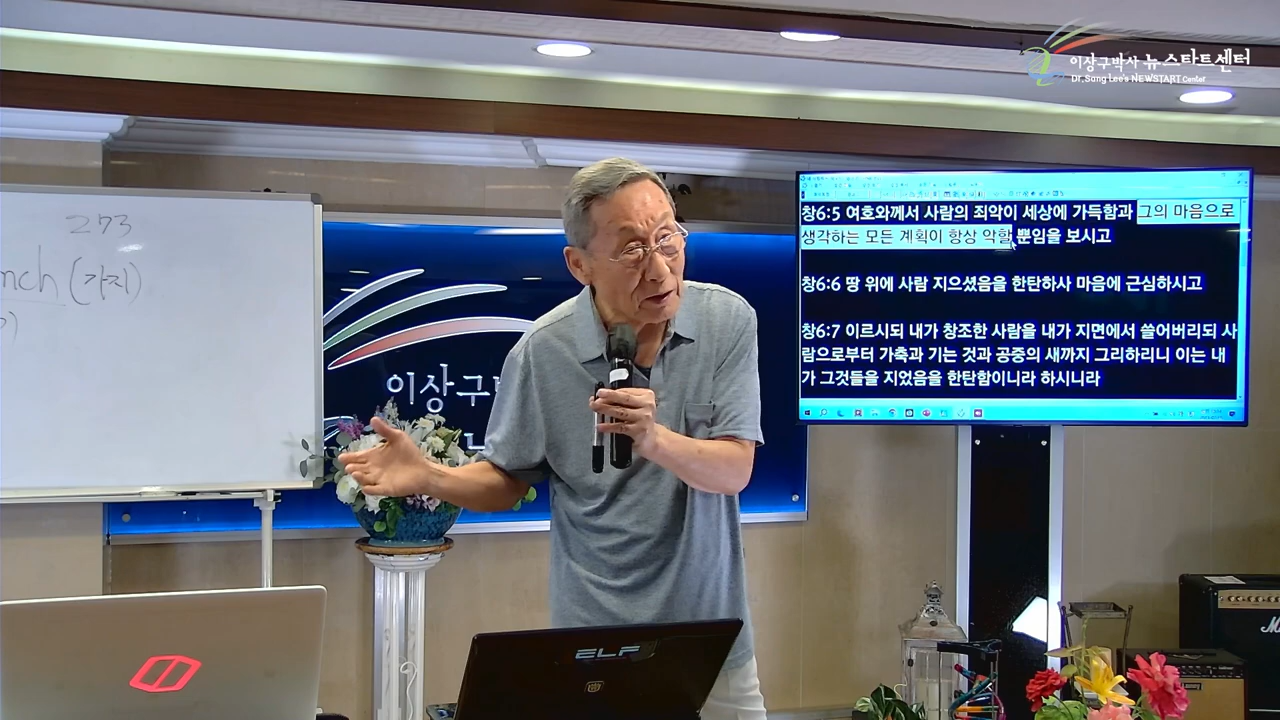 이상구박사 뉴스타트센터
Dr.Sang Lee's NEWSTART Center
273
nch (가지)
창6:5 여호와께서 사람의 죄악이 세상에 가득함과 그의 마음으로
생각하는 모든 계획이 항상 악할 뿐임을 보시고
창6:6 땅 위에 사람 지으셨음을 한탄하사 마음에 근심하시고
창6:7 이르시되 내가 창조한 사람을 내가 지면에서 쓸어버리되 사
람으로부터 가축과 기는 것과 공중의 새까지 그리하리니 이는 내
가 그것들을 지었음을 한탄함이니라 하시니라
이상구
ELF